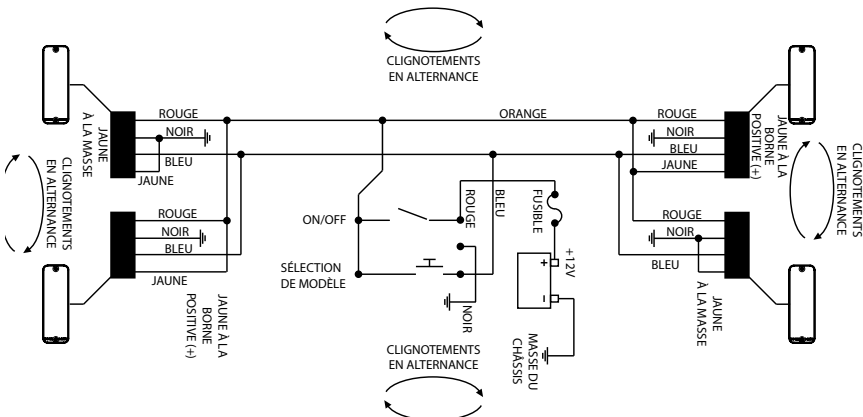 CLIGNOTEMENTS
EN ALTERNANCE
ROUGE
NOIR
BLEU
JAUNE
JAUNE
À LA MASSE
ORANGE
ROUGE
NOIR
BLEU
JAUNE
JAUNE À LA
BORNE
POSITIVE (+)
CLIGNOTEMENTS
EN ALTERNANCE
CLIGNOTEMENTS
EN ALTERNANCE
ROUGE
NOIR
BLEU
JAUNE
JAUNE À LA
BORNE
POSITIVE (+)
ON/OFF
SÉLECTION
DE MODÈLE
ROUGE
BLEU
NOIR
FUSIBLE
+12V
+
–
MASSE DU
CHÂSSIS
ROUGE
NOIR
BLEU
JAUNE
À LA MASSE
CLIGNOTEMENTS
EN ALTERNANCE